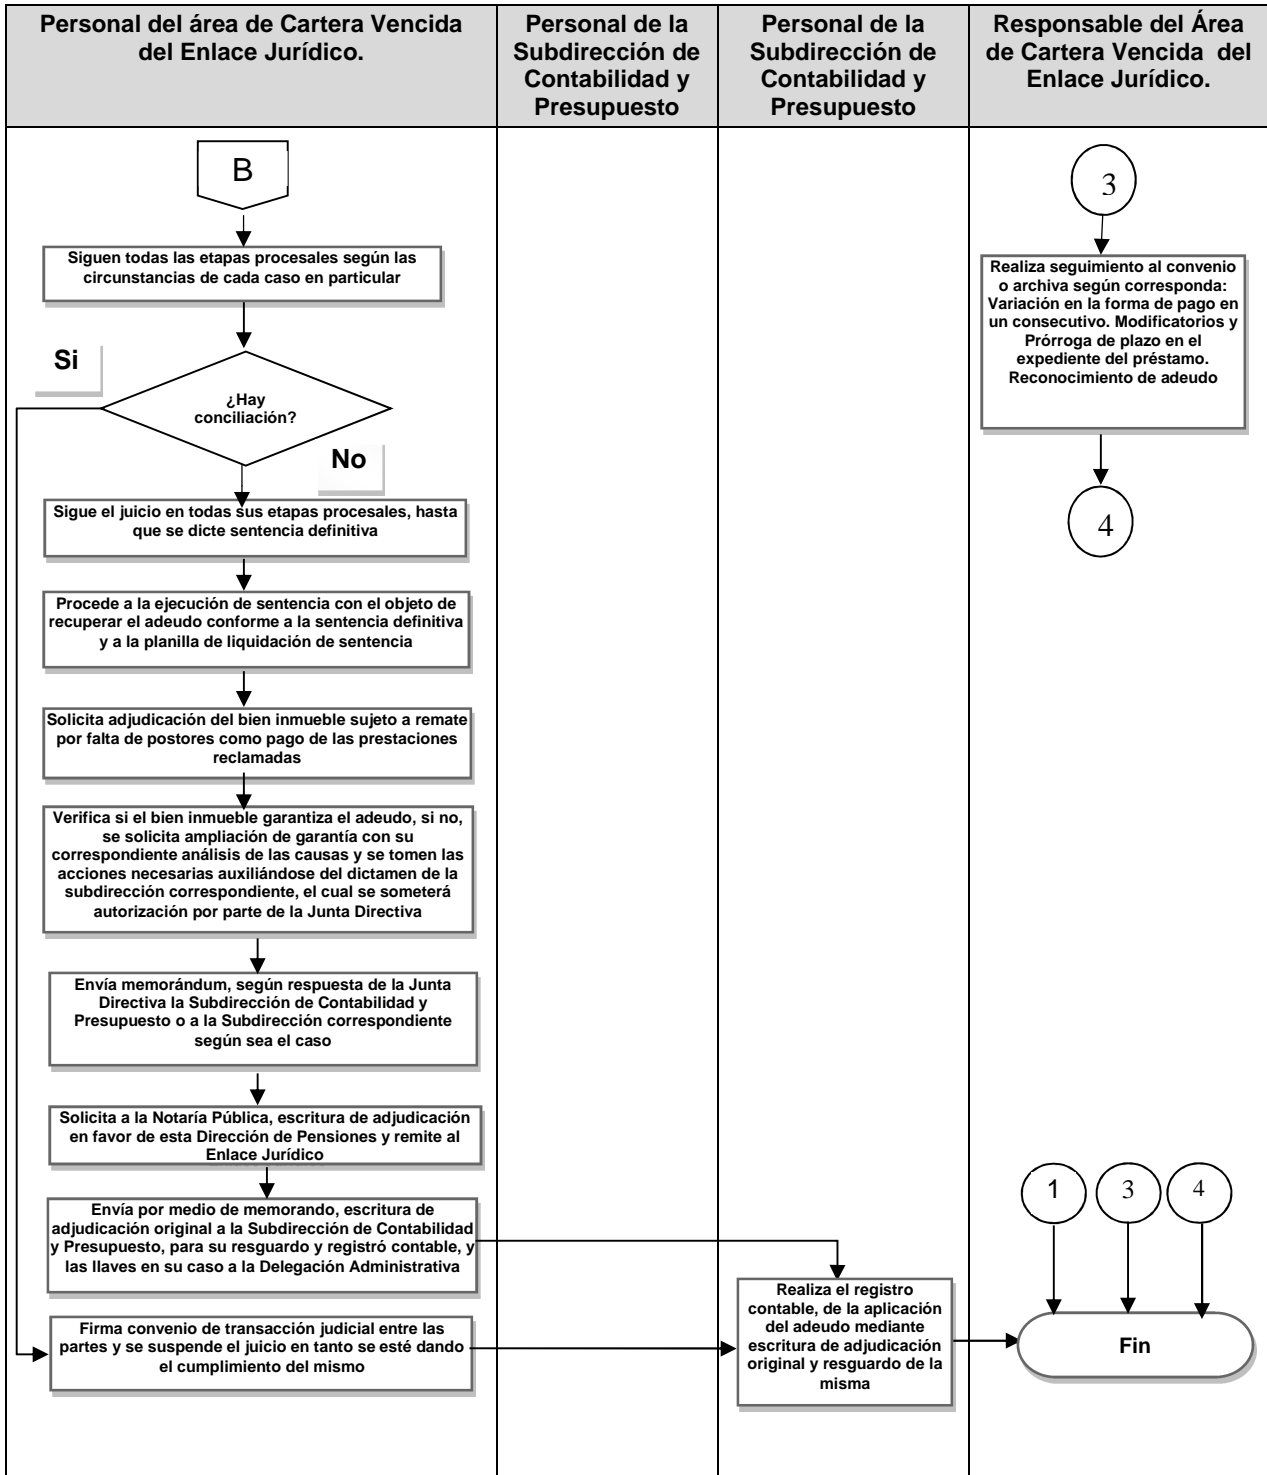 Personal del área de Cartera Vencida
del Enlace Jurídico.
Personal de la
Subdirección de
Contabilidad y
Presupuesto
Personal de la
Subdirección de
Contabilidad y
Presupuesto
Responsable del Área
de Cartera Vencida del
Enlace Jurídico.
B
Siguen todas las etapas procesales según las
circunstancias de cada caso en particular
Si
¿Hay
conciliación?
No
Sigue el juicio en todas sus etapas procesales, hasta
que se dicte sentencia definitiva
Procede a la ejecución de sentencia con el objeto de
recuperar el adeudo conforme a la sentencia definitiva
y a la planilla de liquidación de sentencia
Solicita adjudicación del bien inmueble sujeto a remate
por falta de postores como pago de las prestaciones
reclamadas
Verifica si el bien inmueble garantiza el adeudo, si no,
se solicita ampliación de garantía con su
correspondiente análisis de las causas y se tomen las
acciones necesarias auxiliándose del dictamen de la
subdirección correspondiente, el cual se someterá
autorización por parte de la Junta Directiva
Envía memorándum, según respuesta de la Junta
Directiva la Subdirección de Contabilidad y
Presupuesto o a la Subdirección correspondiente
según sea el caso
Solicita a la Notaría Pública, escritura de adjudicación
en favor de esta Dirección de Pensiones y remite al
Enlace Jurídico
Envía por medio de memorando, escritura de
adjudicación original a la Subdirección de Contabilidad
y Presupuesto, para su resguardo y registró contable, y
las llaves en su caso a la Delegación Administrativa
Firma convenio de transacción judicial entre las
partes y se suspende el juicio en tanto se esté dando
el cumplimiento del mismo
Realiza el registro
contable, de la aplicación
del adeudo mediante
escritura de adjudicación
original y resguardo de la
misma
3
Realiza seguimiento al convenio
o archiva según corresponda:
Variación en la forma de pago en
un consecutivo. Modificatorios y
Prórroga de plazo en el
expediente del préstamo.
Reconocimiento de adeudo
4
1
3
4
Fin